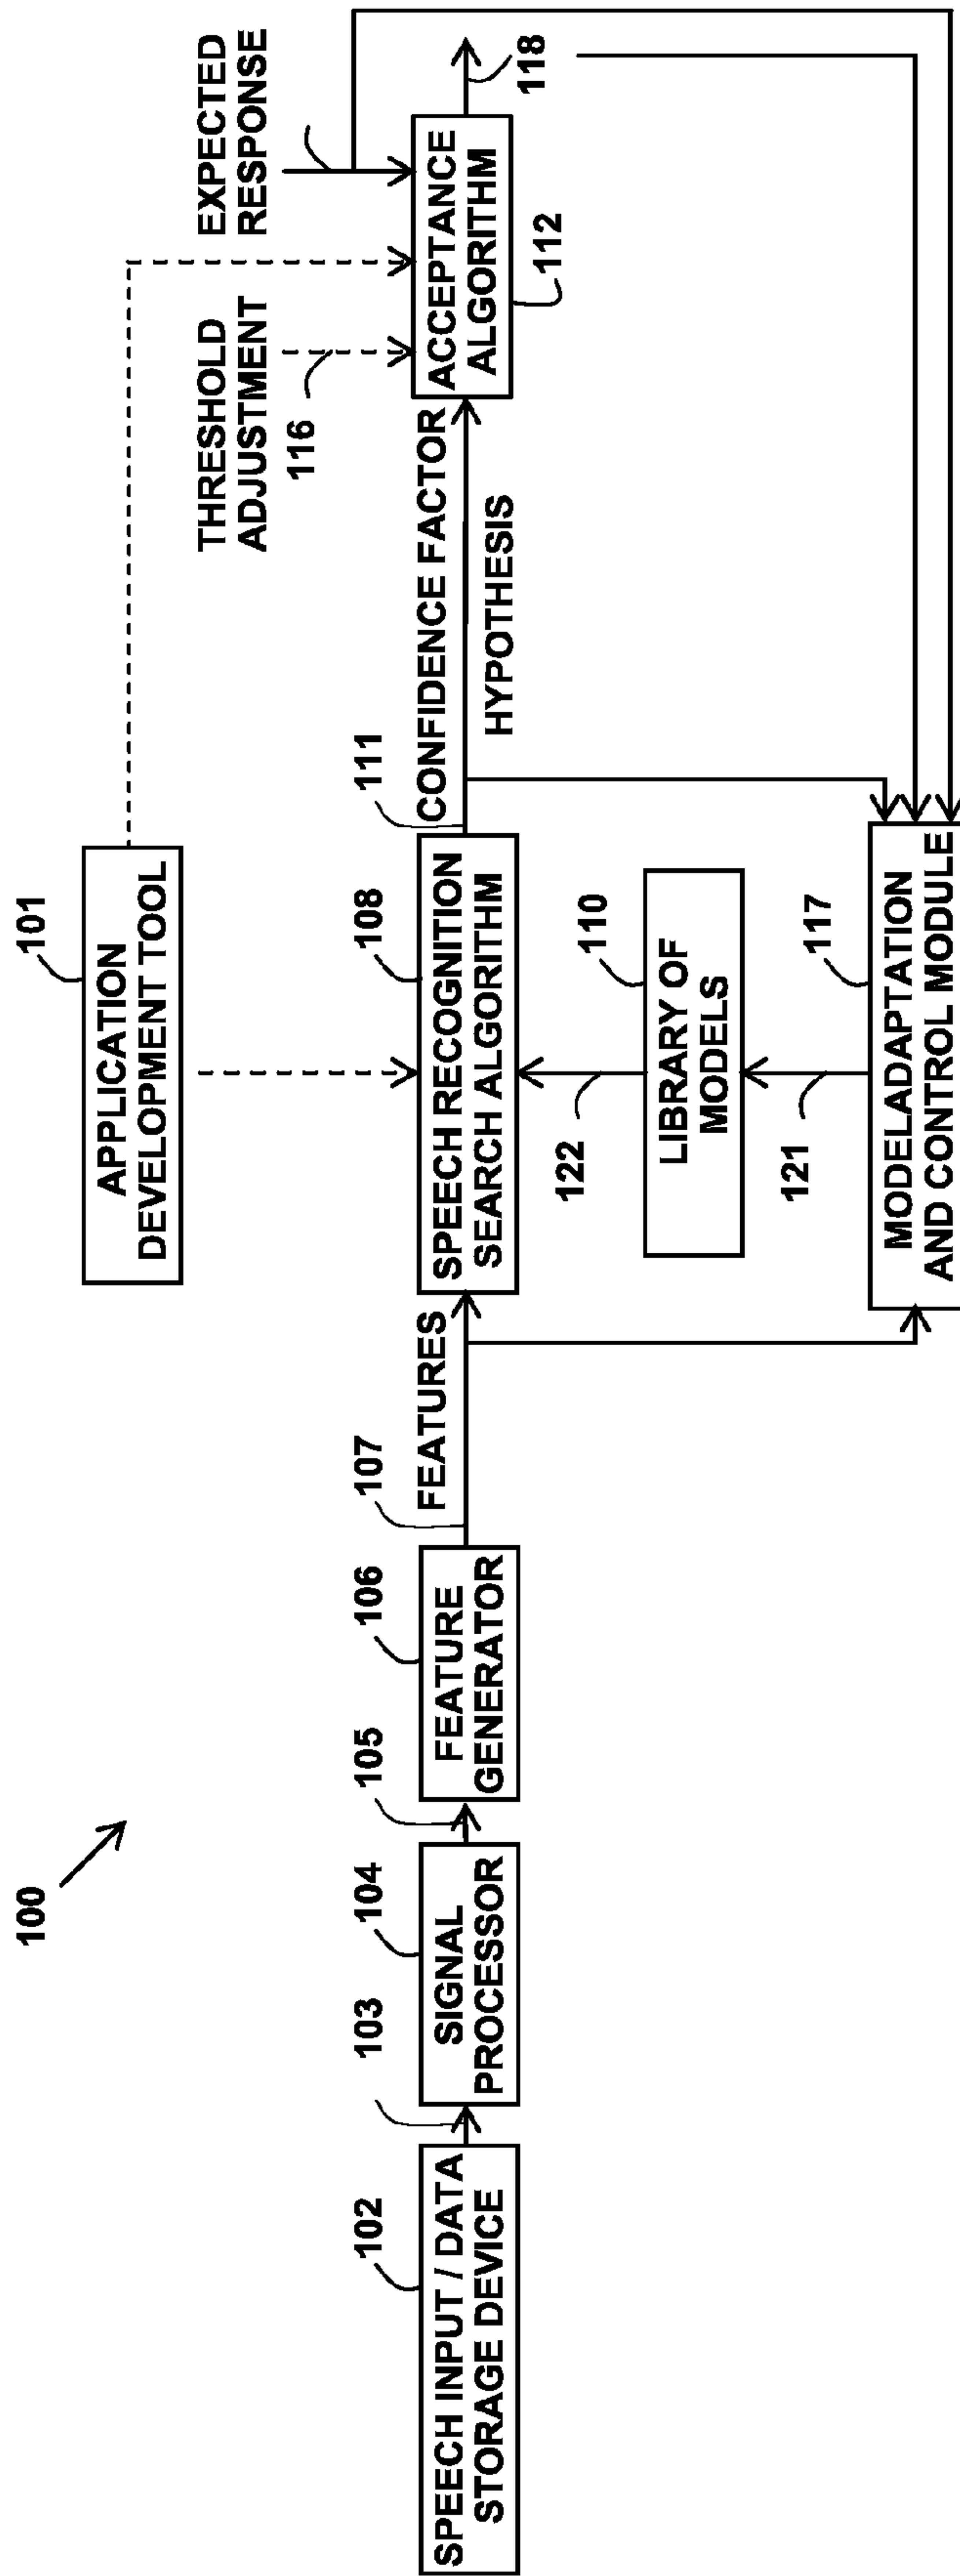 100
101
APPLICATION
DEVELOPMENT TOOL
THRESHOLD
ADJUSTMENT
116
EXPECTED
RESPONSE
102
SPEECH INPUT / DATA
STORAGE DEVICE
103
104
SIGNAL
PROCESSOR
105
106
FEATURE
GENERATOR
107
FEATURES
108
SPEECH RECOGNITION
SEARCH ALGORITHM
111
CONFIDENCE FACTOR
HYPOTHESIS
ACCEPTANCE
ALGORITHM
112
118
122
110
LIBRARY OF
MODELS
121
117
MODELADAPTATION
AND CONTROL MODULE